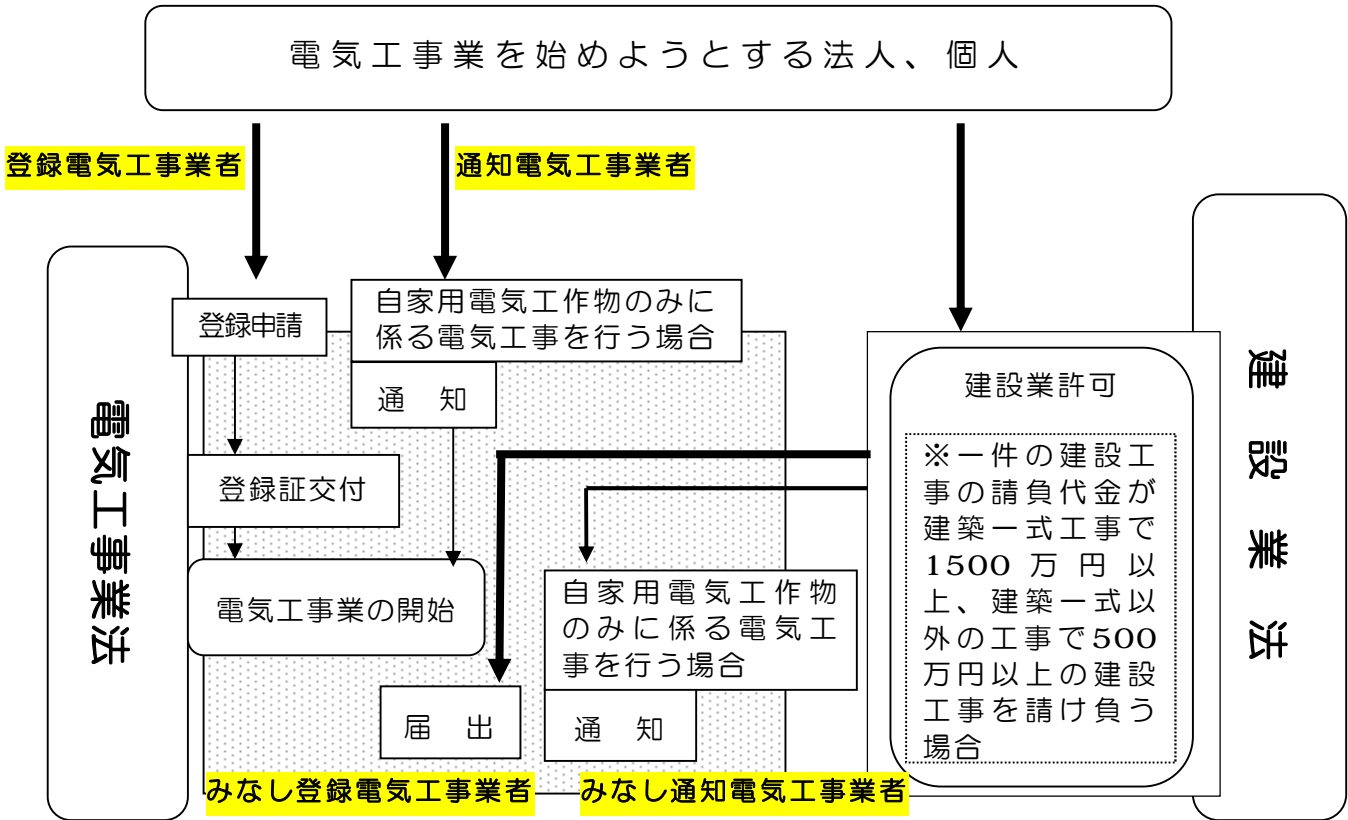 電気工事業を始めようとする法人、個人
登録電気工事業者
通知電気工事業者
電気工事業法
登録申請
自家用電気工作物のみに
係る電気工事を行う場合
通　知
登録証交付
電気工事業の開始
届　出
自家用電気工作物
のみに係る電気工
事を行う場合
通　知
みなし登録電気工事業者
みなし通知電気工事業者
建設業許可
※一件の建設工
事の請負代金が
建築一式工事で
1500万円以
上、建築一式以
外の工事で500
万円以上の建設
工事を請け負う
場合
建設業法